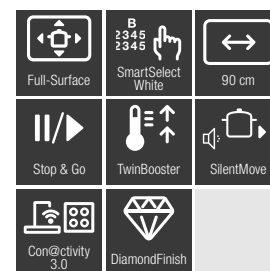 B
2345
2345
Full-Surface
SmartSelect
White
90 cm
Stop & Go
TwinBooster
SilentMove
Con@ctivity
3.0
DiamondFinish